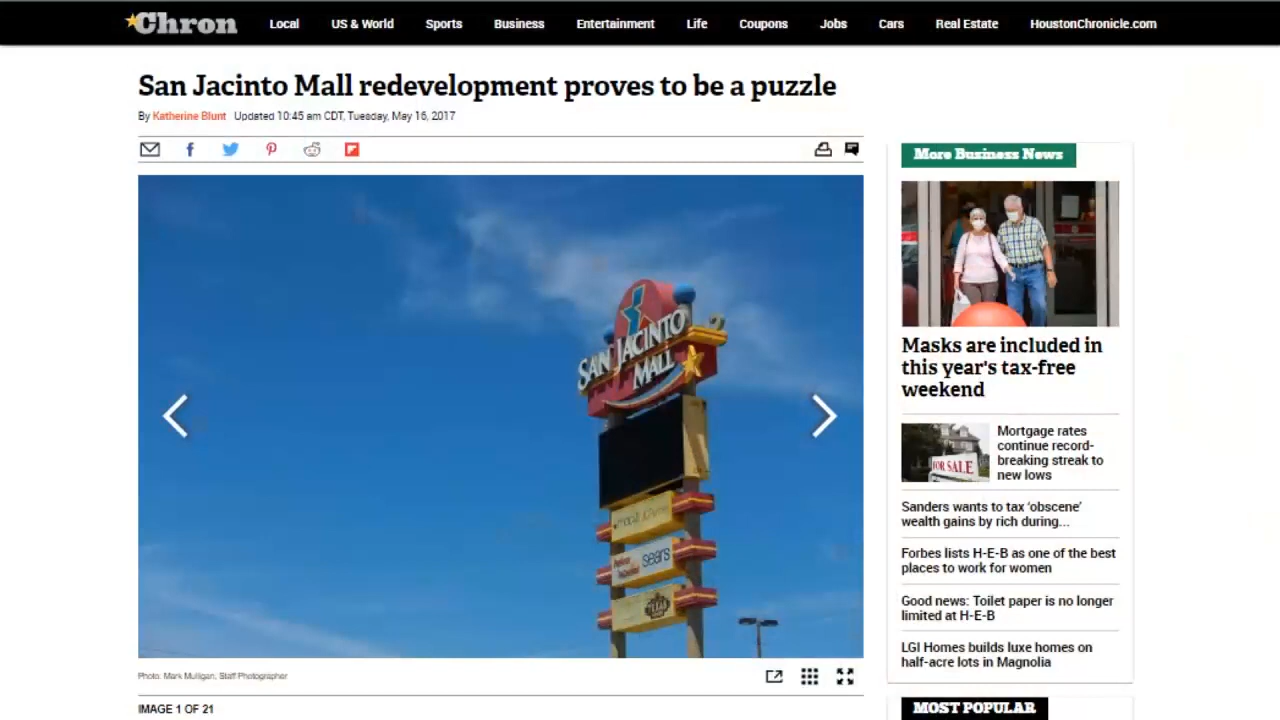 Chron
Local US & World Sports Business Entertainment Life Coupons Jobs Cars Real Estate HoustonChronicle.com
San Jacinto Mall redevelopment proves to be a puzzle
By Katherine Blunt Updated 10:45 am CDT, Tuesday, May 16, 2017
SAN JACINTO
MALL
sears
TEXAS
Photo: Mark Mulligan, Staff Photographer
IMAGE 1 OF 21
More Business News
Masks are included in
this year's tax-free
weekend
FOR SALE
Mortgage rates
continue record-
breaking streak to
new lows
Sanders wants to tax ‘obscene’
wealth gains by rich during...
Forbes lists H-E-B as one of the best
places to work for women
Good news: Toilet paper is no longer
limited at H-E-B
LGI Homes builds luxe homes on
half-acre lots in Magnolia
MOST POPULAR